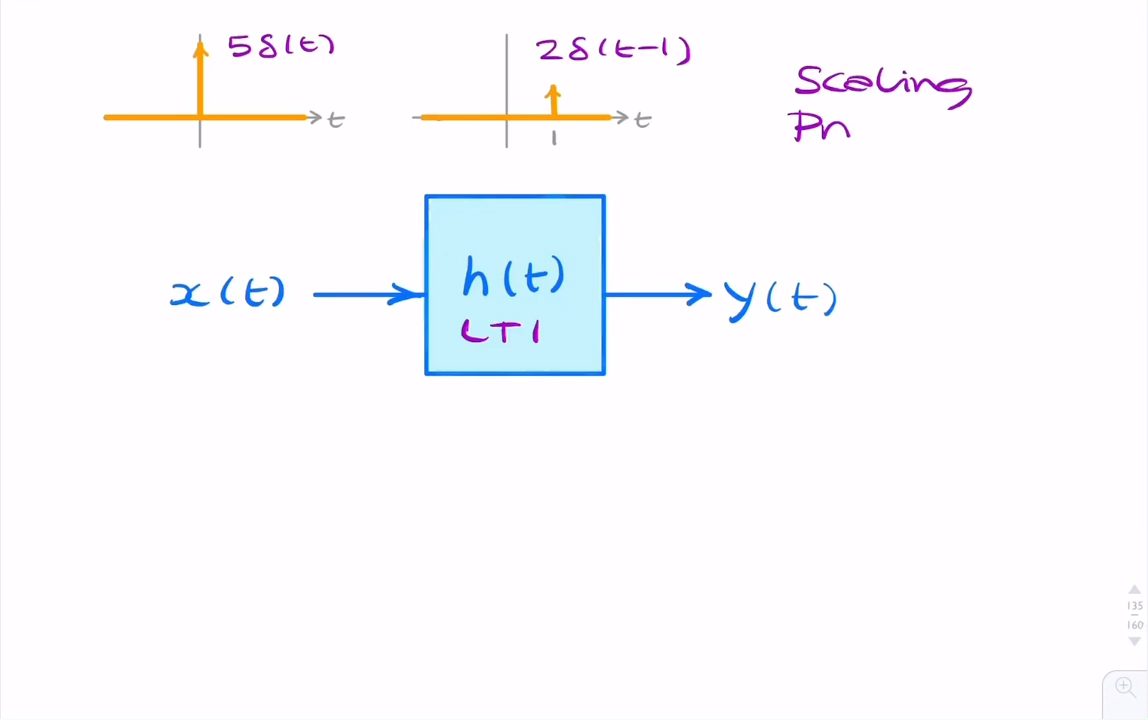 5δ(t)
2δ(t-1)
t
t
1
Scaling
Pn
x(t)
h(t)
LTI
y(t)
135
160